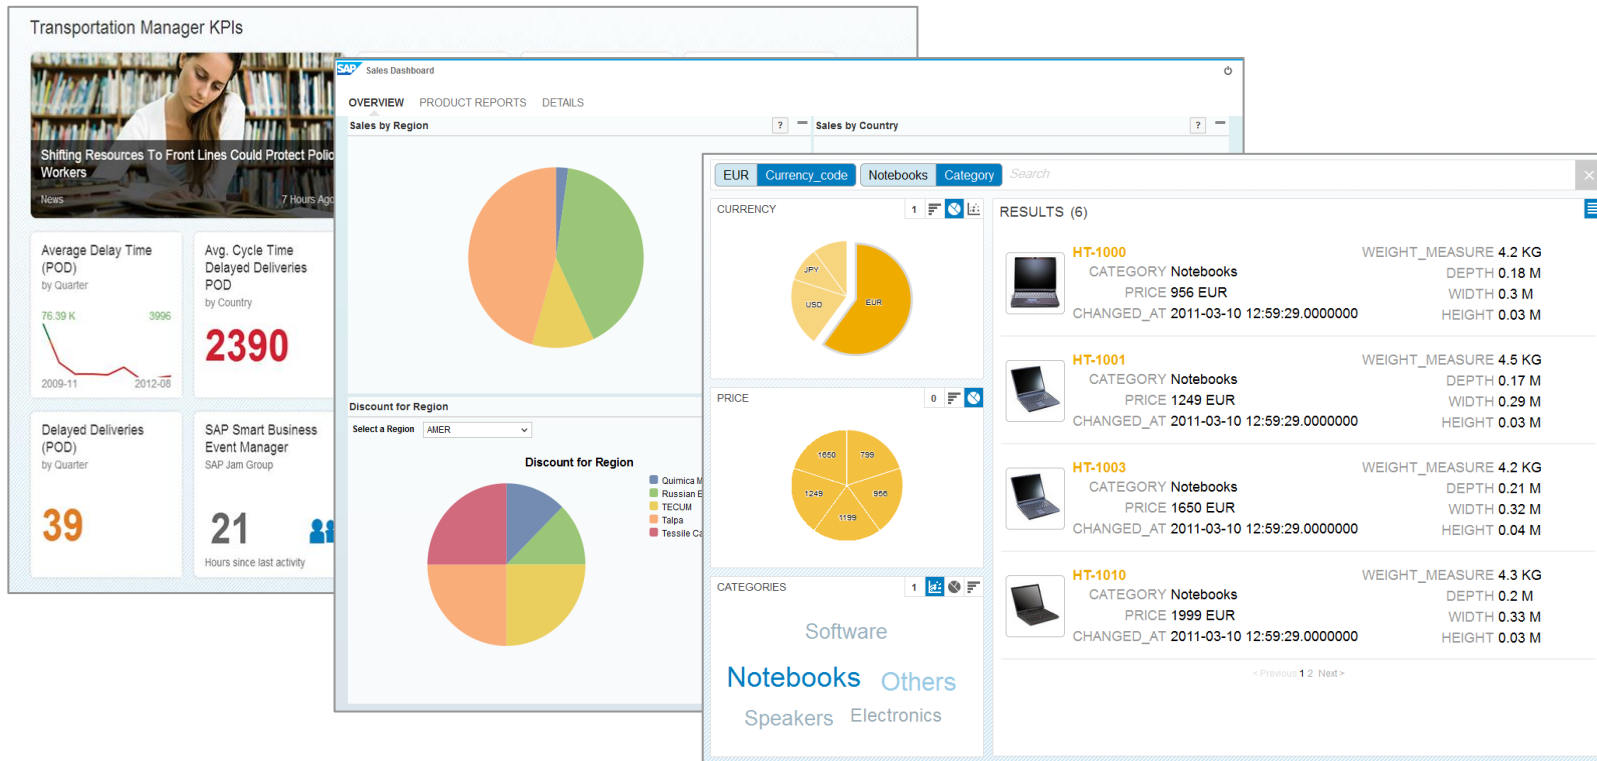 Transportation Manager KPIs
Shifting Resources To Front Lines Could Protect
Workers
News
7 Hours Ago
Average Delay Time
(POD)
by Quarter
76.39 K 3996
2009-11 2012-08
Avg. Cycle Time
Delayed Deliveries
POD
by Country
2390
Delayed Deliveries
(POD)
by Quarter
39
SAP Smart Business
Event Manager
SAP Jam Group
21
Hours since last activity
SAP Sales Dashboard
OVERVIEW PRODUCT REPORTS DETAILS
Sales by Region ?
Sales by Country ?
Discount for Region
Select a Region AMER
Discount for Region
Quimica
Russian
TECUM
Talpa
Tessile
EUR Currency_code Notebooks Category Search
CURRENCY 1
JPY
USD
EUR
PRICE 0
1650 799
1249 956
1199
CATEGORIES 1
Software
Notebooks Others
Speakers Electronics
RESULTS (6)
HT-1000
CATEGORY Notebooks
PRICE 956 EUR
CHANGED_AT 2011-03-10 12:59:29.0000000
WEIGHT_MEASURE 4.2 KG
DEPTH 0.18 M
WIDTH 0.3 M
HEIGHT 0.03 M
HT-1001
CATEGORY Notebooks
PRICE 1249 EUR
CHANGED_AT 2011-03-10 12:59:29.0000000
WEIGHT_MEASURE 4.5 KG
DEPTH 0.17 M
WIDTH 0.29 M
HEIGHT 0.03 M
HT-1003
CATEGORY Notebooks
PRICE 1650 EUR
CHANGED_AT 2011-03-10 12:59:29.0000000
WEIGHT_MEASURE 4.2 KG
DEPTH 0.21 M
WIDTH 0.32 M
HEIGHT 0.04 M
HT-1010
CATEGORY Notebooks
PRICE 1999 EUR
CHANGED_AT 2011-03-10 12:59:29.0000000
WEIGHT_MEASURE 4.3 KG
DEPTH 0.2 M
WIDTH 0.33 M
HEIGHT 0.03 M
< Previous 1 2 Next >